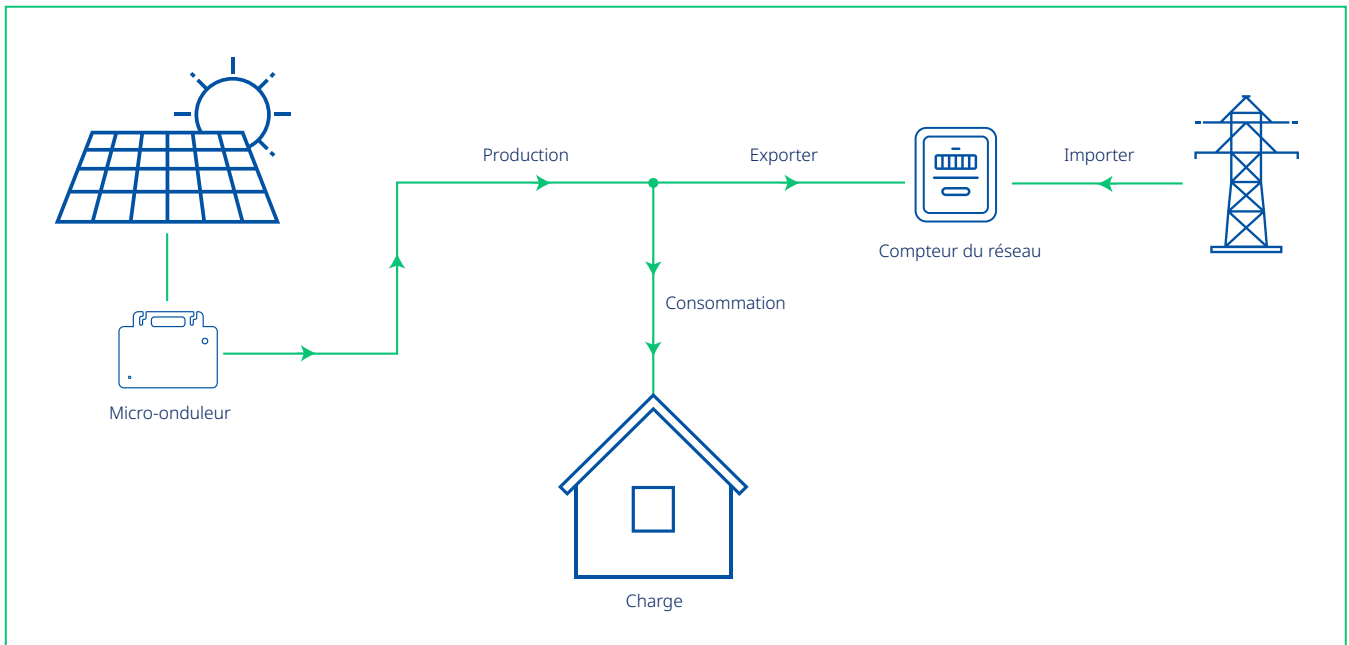 Production
Exporter
Importer
Compteur du réseau
Consommation
Micro-onduleur
Charge